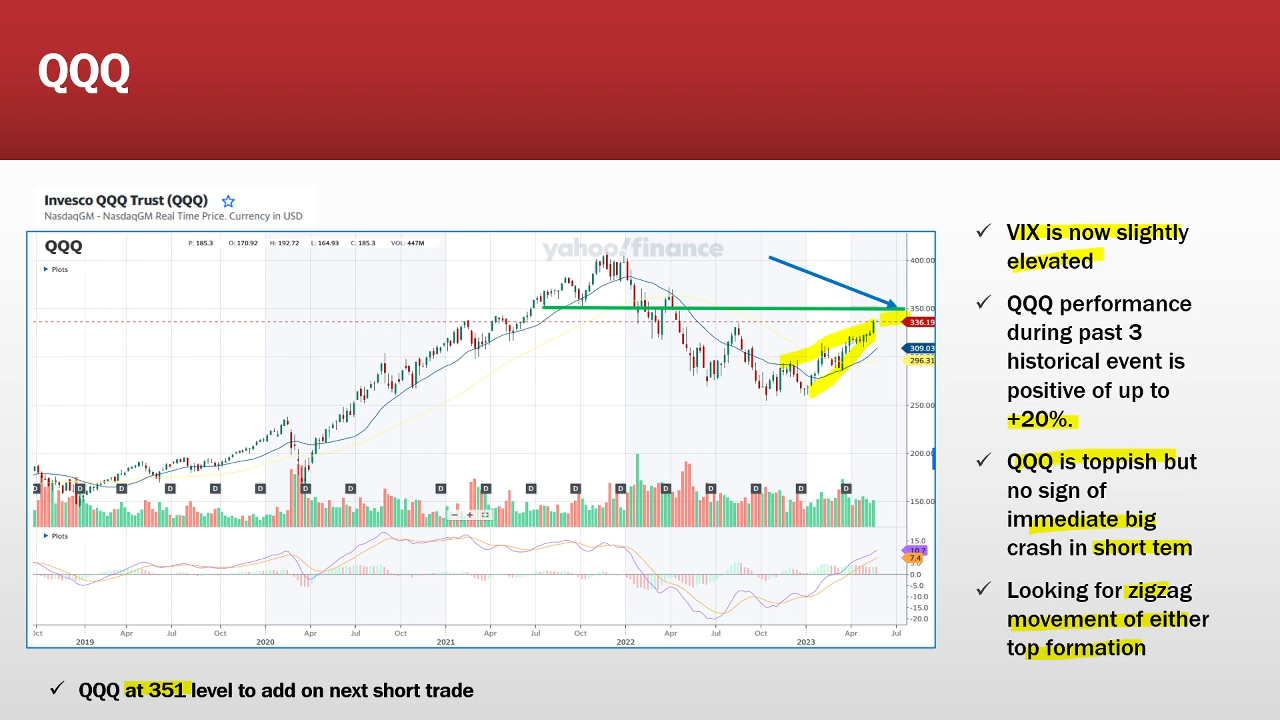 QQQ
Invesco QQQ Trust (QQQ)
NasdaqGM - NasdaqGM Real Time Price. Currency in USD
QQQ
P: 185.3 O: 170.92 H: 192.72 L: 164.93 C: 185.3 VOL: 447M
yahoo!finance
Plots
400.00
350.00
336.19
309.03
296.31
250.00
200.0
150.00
D D D D D D D D D D D D D D D D D D
Plots
15.0
10.7
7.4
0.0
-5.0
-10.0
-15.0
-20.0
Oct Apr Jul Oct Apr Jul Oct Apr Jul Oct Apr Jul Oct Apr Jul
2019 2020 2021 2022 2023
VIX is now slightly
elevated
QQQ performance
during past 3
historical event is
positive of up to
+20%.
QQQ is toppish but
no sign of
immediate big
crash in short tem
Looking for zigzag
movement of either
top formation
QQQ at 351 level to add on next short trade